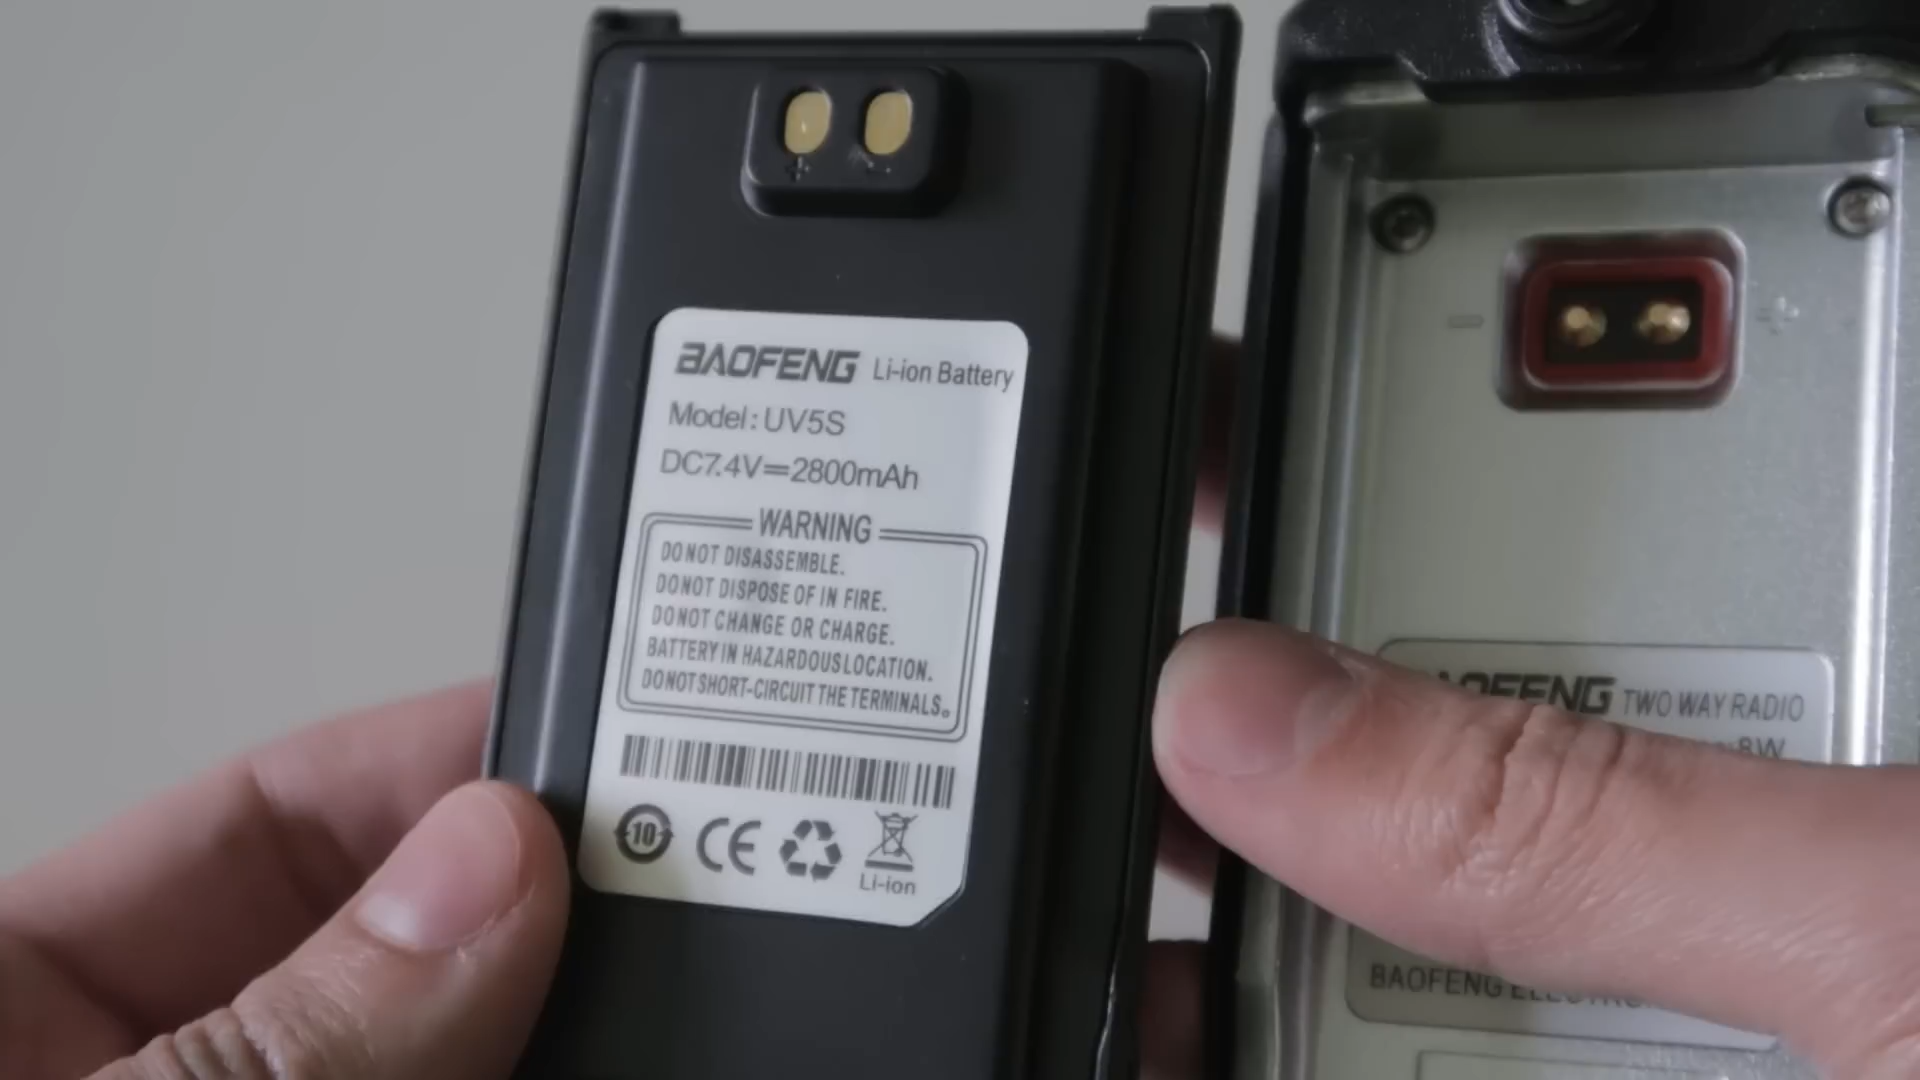 + -
BAOFENG Li-ion Battery
Model: UV5S
DC7.4V⎓2800mAh
WARNING
DO NOT DISASSEMBLE.
DO NOT DISPOSE OF IN FIRE.
DO NOT CHANGE OR CHARGE.
BATTERY IN HAZARDOUS LOCATION.
DO NOT SHORT-CIRCUIT THE TERMINALS。
10 CE
Li-ion
- +
BAOFENG TWO WAY RADIO
8W
BAOFENG